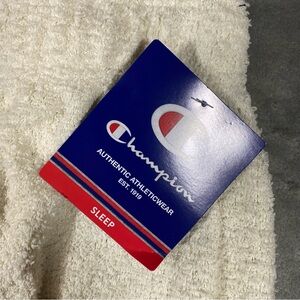 Champion
AUTHENTIC ATHLETICWEAR
EST. 1919
SLEEP